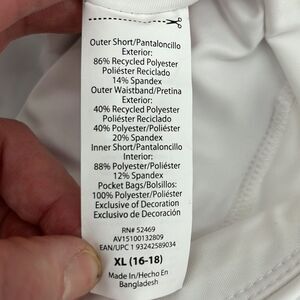 Outer Short/Pantaloncillo
Exterior:
86% Recycled Polyester
Poliéster Reciclado
14% Spandex
Outer Waistband/Pretina
Exterior:
40% Recycled Polyester
Poliéster Reciclado
40% Polyester/Poliéster
20% Spandex
Inner Short/Pantaloncillo
Interior:
88% Polyester/Poliéster
12% Spandex
Pocket Bags/Bolsillos:
100% Polyester/Poliéster
Exclusive of Decoration
Exclusivo de Decoración
RN# 52469
AV15100132809
EAN/UPC 1 93242589034
XL (16-18)
Made In/Hecho En
Bangladesh